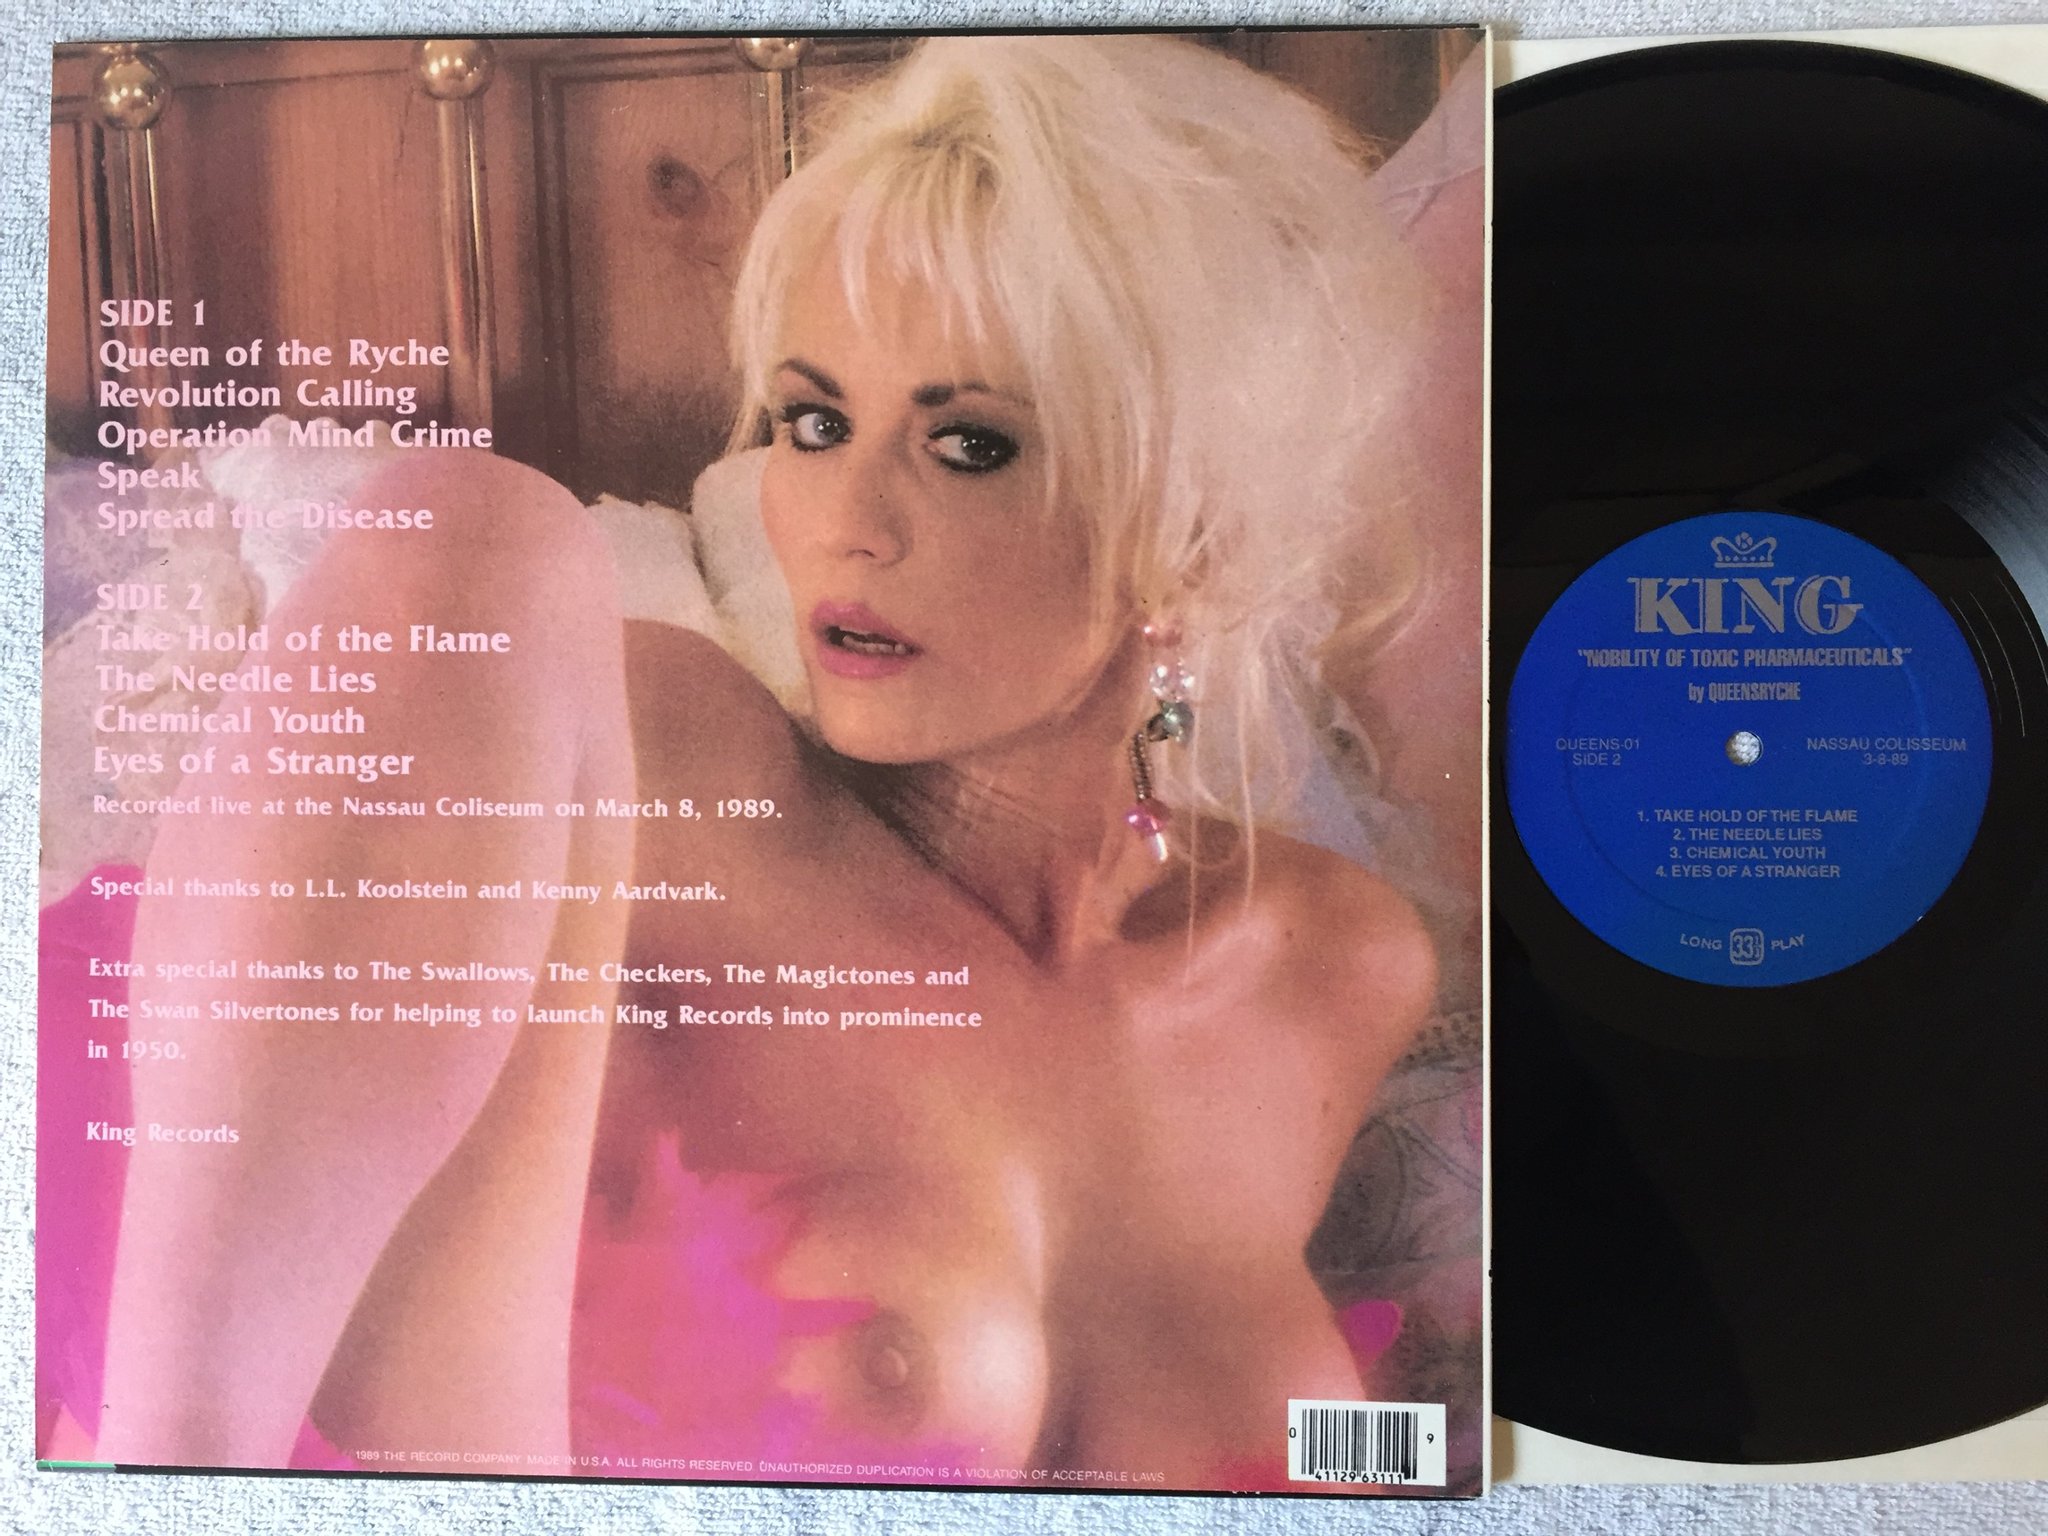 SIDE 1
Queen of the Ryche
Revolution Calling
Operation Mind Crime
Speak
Spread the Disease
SIDE 2
Take Hold of the Flame
The Needle Lies
Chemical Youth
Eyes of a Stranger
Recorded live at the Nassau Coliseum on March 8, 1989.
Special thanks to L.L. Koolstein and Kenny Aardvark.
Extra special thanks to The Swallows, The Checkers, The Magictones and
The Swan Silvertones for helping to launch King Records into prominence
in 1950.
King Records
1989 THE RECORD COMPANY. MADE IN U.S.A. ALL RIGHTS RESERVED. UNAUTHORIZED DUPLICATION IS A VIOLATION OF ACCEPTABLE LAWS
0 41129 63111 9
K
KING
"NOBILITY OF TOXIC PHARMACEUTICALS"
by QUEENSRYCHE
QUEENS-01
SIDE 2
NASSAU COLISSEUM
3-8-89
1. TAKE HOLD OF THE FLAME
2. THE NEEDLE LIES
3. CHEMICAL YOUTH
4. EYES OF A STRANGER
LONG 33⅓ PLAY